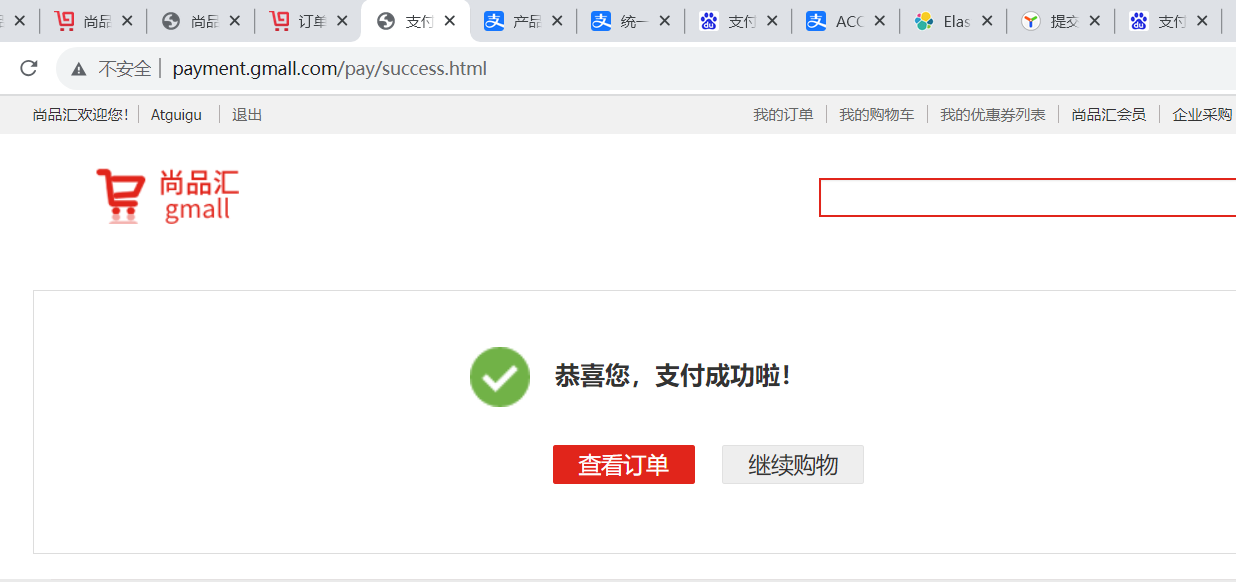 尚品 尚品 订单 支付 产品 统一 支付 ACC Elas 提交 支付
不安全 payment.gmall.com/pay/success.html
尚品汇欢迎您! Atguigu 退出 我的订单 我的购物车 我的优惠券列表 尚品汇会员 企业采购
尚品汇
gmall
恭喜您，支付成功啦!
查看订单 继续购物